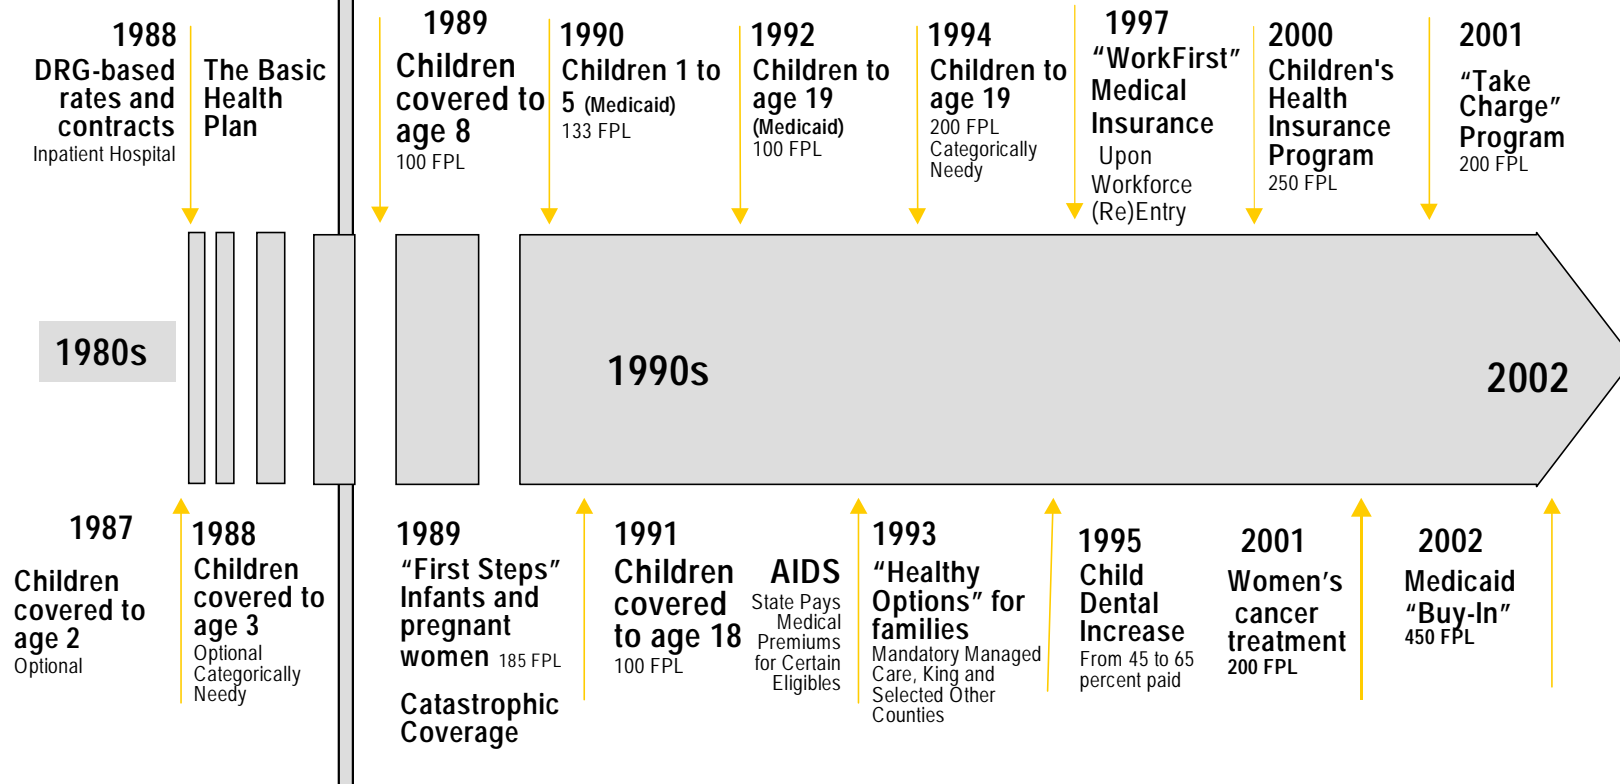 1988
DRG-based
rates and
contracts
Inpatient Hospital
The Basic
Health
Plan
1989
Children
covered to
age 8
100 FPL
1990
Children 1 to
5 (Medicaid)
133 FPL
1992
Children to
age 19
(Medicaid)
100 FPL
1994
Children to
age 19
200 FPL
Categorically
Needy
1997
“WorkFirst”
Medical
Insurance
Upon
Workforce
(Re)Entry
2000
Children's
Health
Insurance
Program
250 FPL
2001
“Take
Charge”
Program
200 FPL
1980s
1990s
2002
1987
Children
covered to
age 2
Optional
1988
Children
covered to
age 3
Optional
Categorically
Needy
1989
“First Steps”
Infants and
pregnant
women 185 FPL
Catastrophic
Coverage
1991
Children
covered
to age 18
100 FPL
AIDS
State Pays
Medical
Premiums
for Certain
Eligibles
1993
“Healthy
Options” for
families
Mandatory Managed
Care, King and
Selected Other
Counties
1995
Child
Dental
Increase
From 45 to 65
percent paid
2001
Women’s
cancer
treatment
200 FPL
2002
Medicaid
“Buy-In”
450 FPL